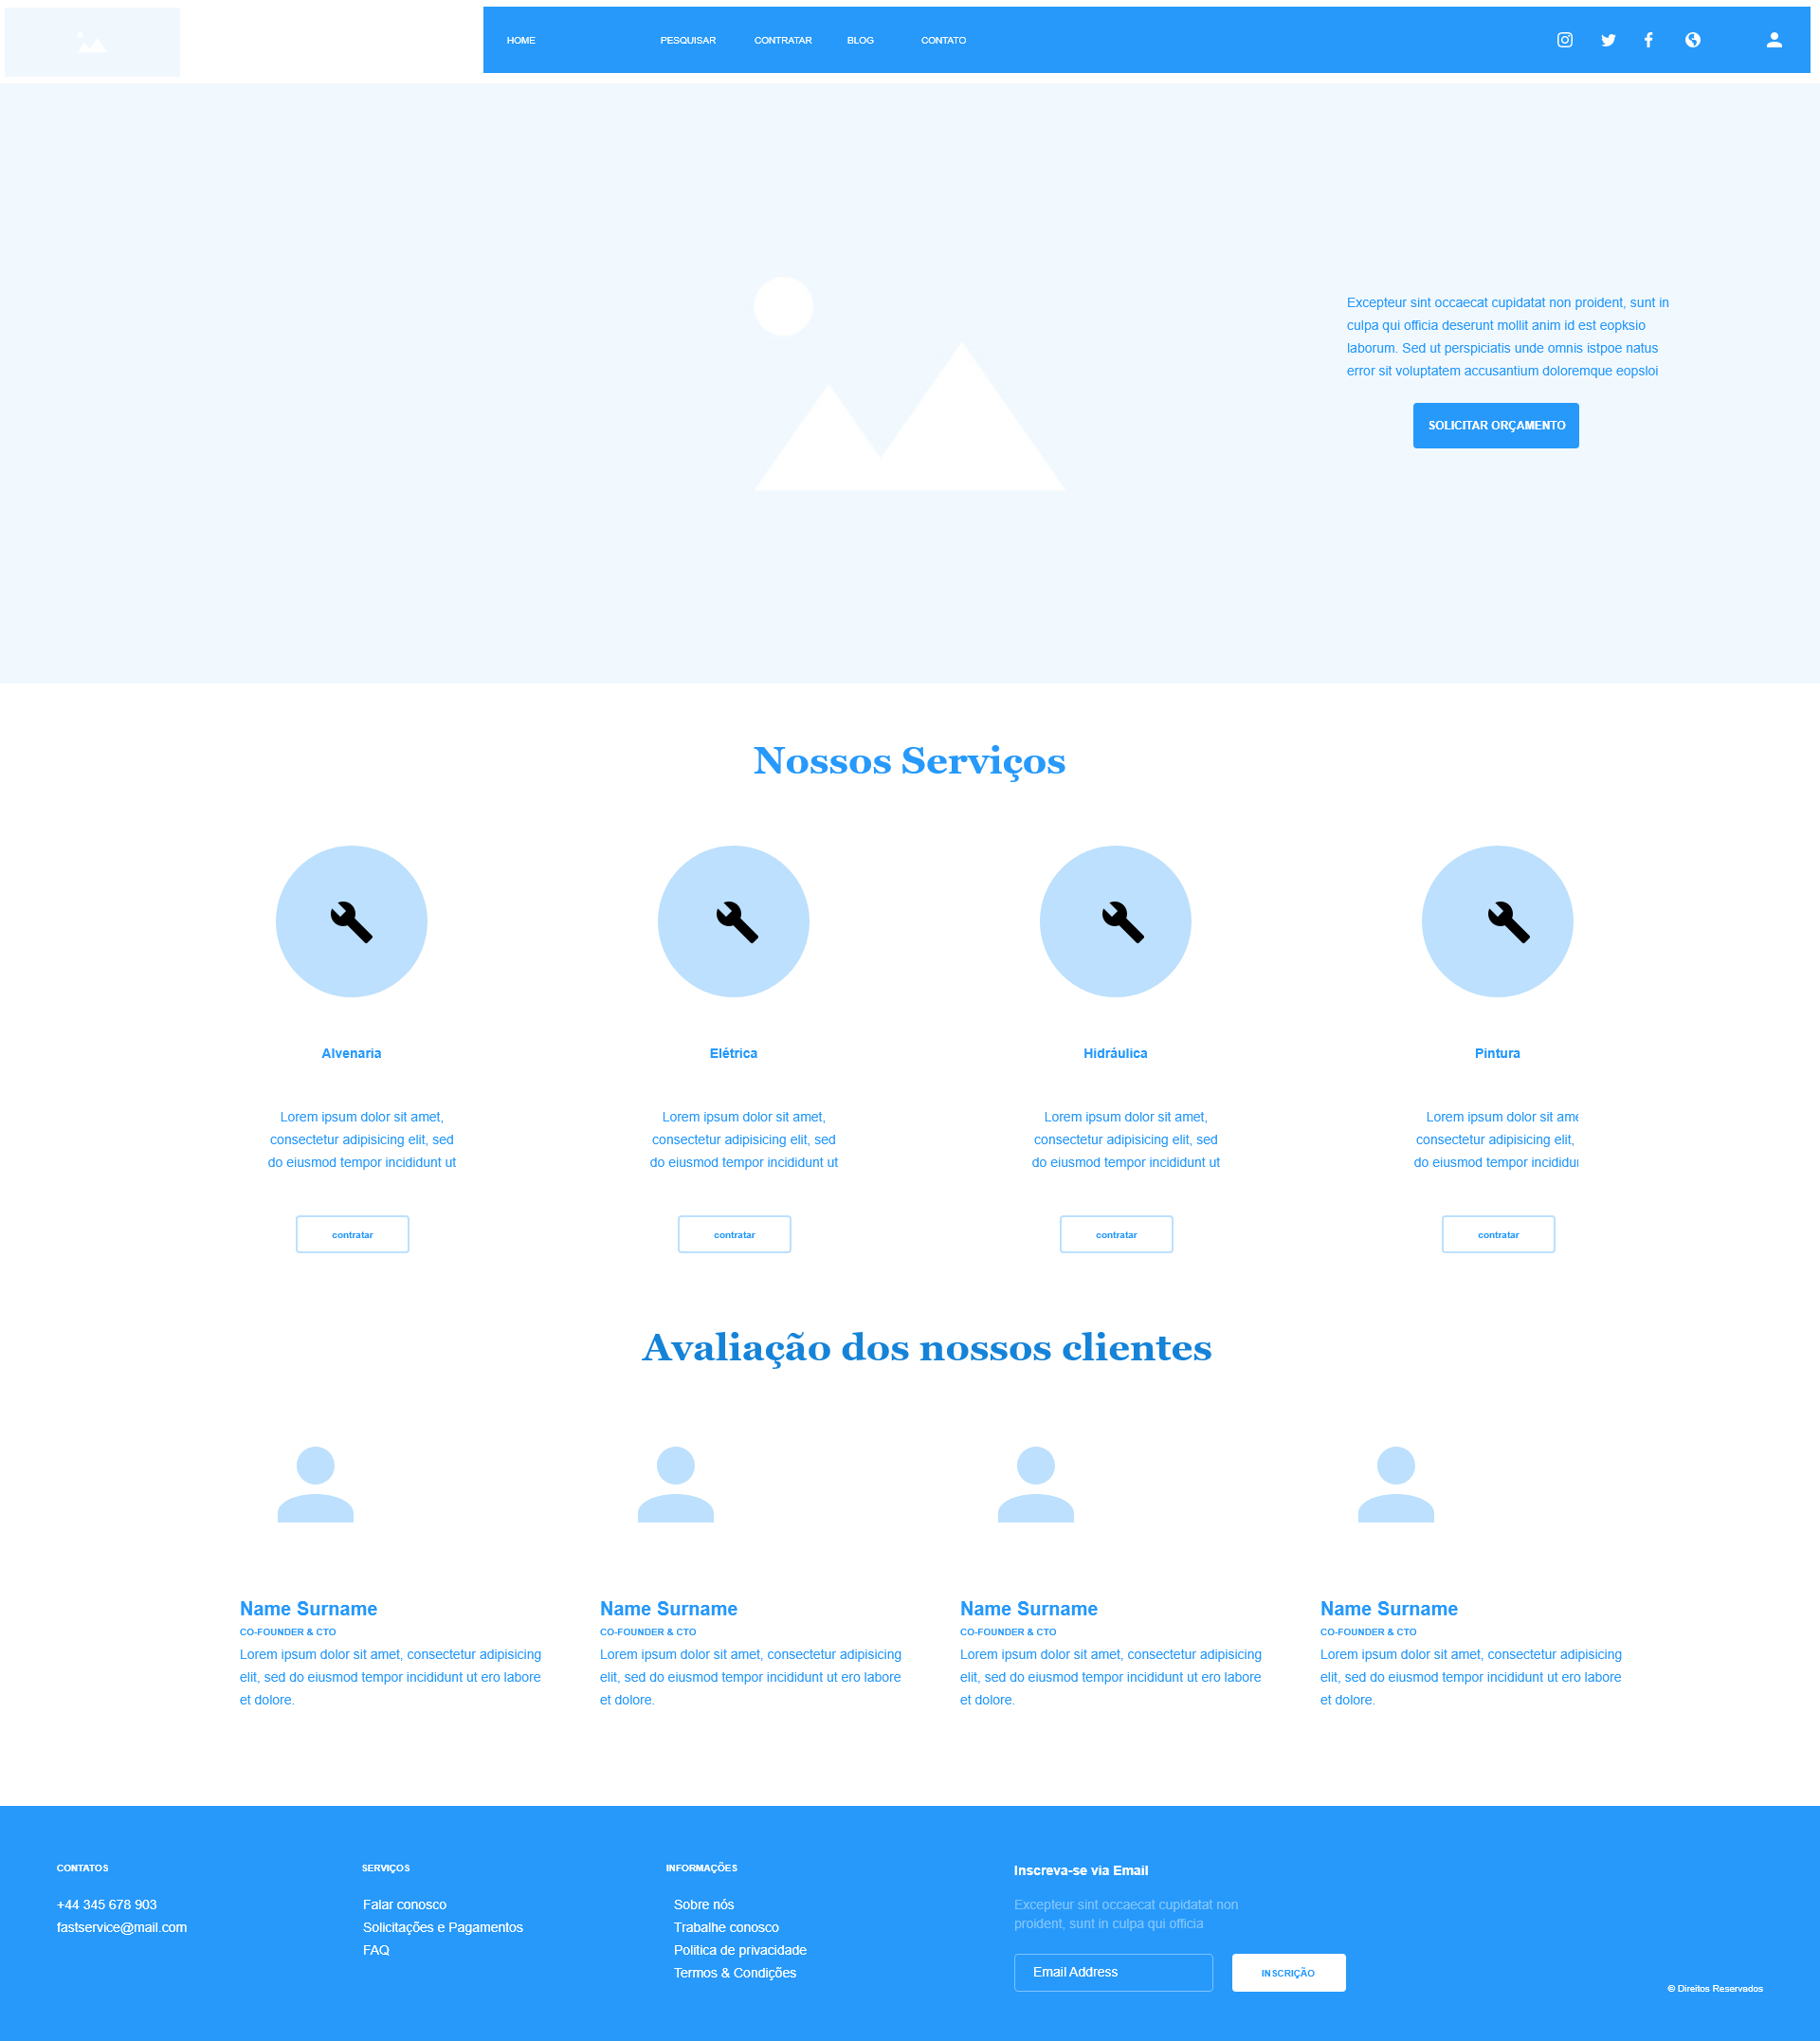 HOME PESQUISAR CONTRATAR BLOG CONTATO
Excepteur sint occaecat cupidatat non proident, sunt in
culpa qui officia deserunt mollit anim id est eopksio
laborum. Sed ut perspiciatis unde omnis istpoe natus
error sit voluptatem accusantium doloremque eopsloi
SOLICITAR ORÇAMENTO
Nossos Serviços
Alvenaria
Lorem ipsum dolor sit amet,
consectetur adipisicing elit, sed
do eiusmod tempor incididunt ut
contratar
Elétrica
Lorem ipsum dolor sit amet,
consectetur adipisicing elit, sed
do eiusmod tempor incididunt ut
contratar
Hidráulica
Lorem ipsum dolor sit amet,
consectetur adipisicing elit, sed
do eiusmod tempor incididunt ut
contratar
Pintura
Lorem ipsum dolor sit
consectetur adipisicing elit,
do eiusmod tempor
contratar
Avaliação dos nossos clientes
Name Surname
CO-FOUNDER & CTO
Lorem ipsum dolor sit amet, consectetur adipisicing
elit, sed do eiusmod tempor incididunt ut ero labore
et dolore.
Name Surname
CO-FOUNDER & CTO
Lorem ipsum dolor sit amet, consectetur adipisicing
elit, sed do eiusmod tempor incididunt ut ero labore
et dolore.
Name Surname
CO-FOUNDER & CTO
Lorem ipsum dolor sit amet, consectetur adipisicing
elit, sed do eiusmod tempor incididunt ut ero labore
et dolore.
Name Surname
CO-FOUNDER & CTO
Lorem ipsum dolor sit amet, consectetur adipisicing
elit, sed do eiusmod tempor incididunt ut ero labore
et dolore.
CONTATOS
+44 345 678 903
fastservice@mail.com
SERVIÇOS
Falar conosco
Solicitações e Pagamentos
FAQ
INFORMAÇÕES
Sobre nós
Trabalhe conosco
Politica de privacidade
Termos & Condições
Inscreva-se via Email
Excepteur sint occaecat cupidatat non
proident, sunt in culpa qui officia
Email Address
INSCRIÇÃO
© Direitos Reservados